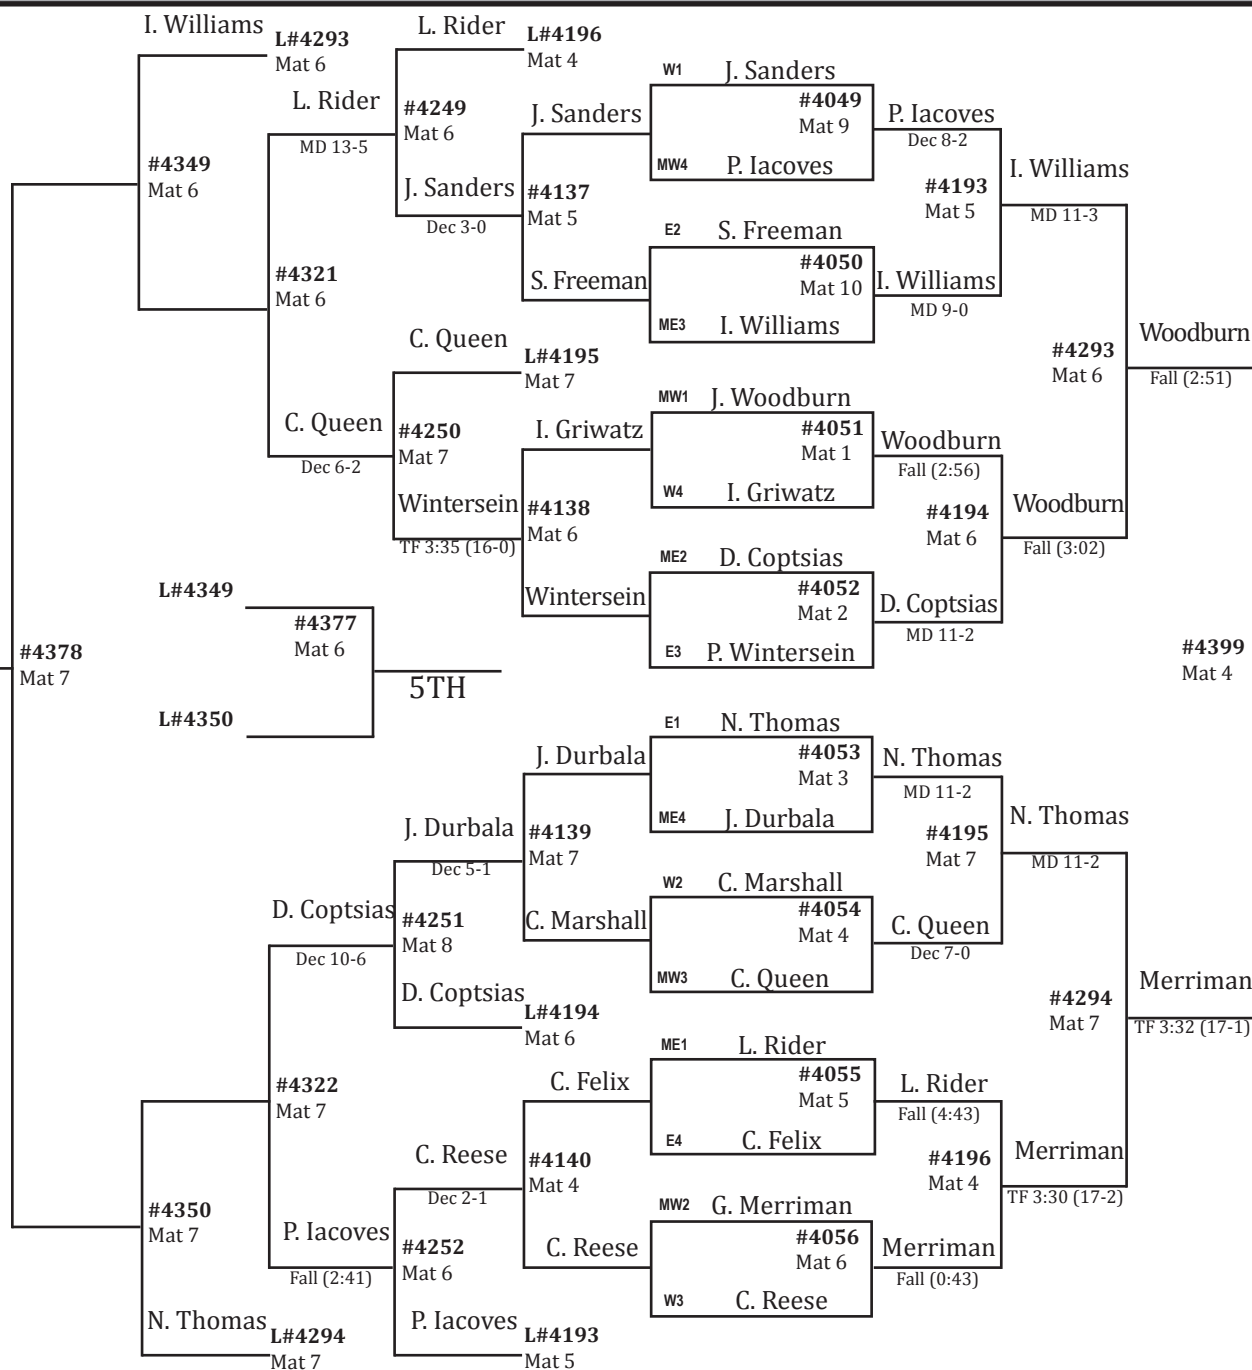 I. Williams
L#4293
Mat 6
L. Rider
L#4196
Mat 4
L. Rider
MD 13-5
#4249
Mat 6
#4349
Mat 6
J. Sanders
Dec 3-0
#4321
Mat 6
J. Sanders
#4137
Mat 5
S. Freeman
W1
J. Sanders
#4049
Mat 9
MW4
P. Iacoves
P. Iacoves
Dec 8-2
E2
S. Freeman
#4050
Mat 10
ME3
I. Williams
I. Williams
MD 9-0
#4193
Mat 5
I. Williams
MD 11-3
C. Queen
L#4195
Mat 7
C. Queen
Dec 6-2
#4250
Mat 7
Wintersein
TF 3:35 (16-0)
I. Griwatz
#4138
Mat 6
Wintersein
MW1
J. Woodburn
#4051
Mat 1
W4
I. Griwatz
Woodburn
Fall (2:56)
ME2
D. Coptsias
#4052
Mat 2
E3
P. Wintersein
D. Coptsias
MD 11-2
#4194
Mat 6
Woodburn
Fall (3:02)
#4293
Mat 6
Woodburn
Fall (2:51)
L#4349
#4377
Mat 6
L#4350
5TH
#4378
Mat 7
#4399
Mat 4
E1
N. Thomas
#4053
Mat 3
ME4
J. Durbala
N. Thomas
MD 11-2
J. Durbala
#4139
Mat 7
C. Marshall
J. Durbala
Dec 5-1
W2
C. Marshall
#4054
Mat 4
MW3
C. Queen
C. Queen
Dec 7-0
#4195
Mat 7
N. Thomas
MD 11-2
D. Coptsias
Dec 10-6
#4251
Mat 8
D. Coptsias
L#4194
Mat 6
#4322
Mat 7
ME1
L. Rider
#4055
Mat 5
E4
C. Felix
L. Rider
Fall (4:43)
C. Felix
#4140
Mat 4
C. Reese
C. Reese
Dec 2-1
MW2
G. Merriman
#4056
Mat 6
W3
C. Reese
Merriman
Fall (0:43)
#4196
Mat 4
Merriman
TF 3:30 (17-2)
#4294
Mat 7
Merriman
TF 3:32 (17-1)
#4350
Mat 7
P. Iacoves
Fall (2:41)
#4252
Mat 6
N. Thomas
L#4294
Mat 7
P. Iacoves
L#4193
Mat 5